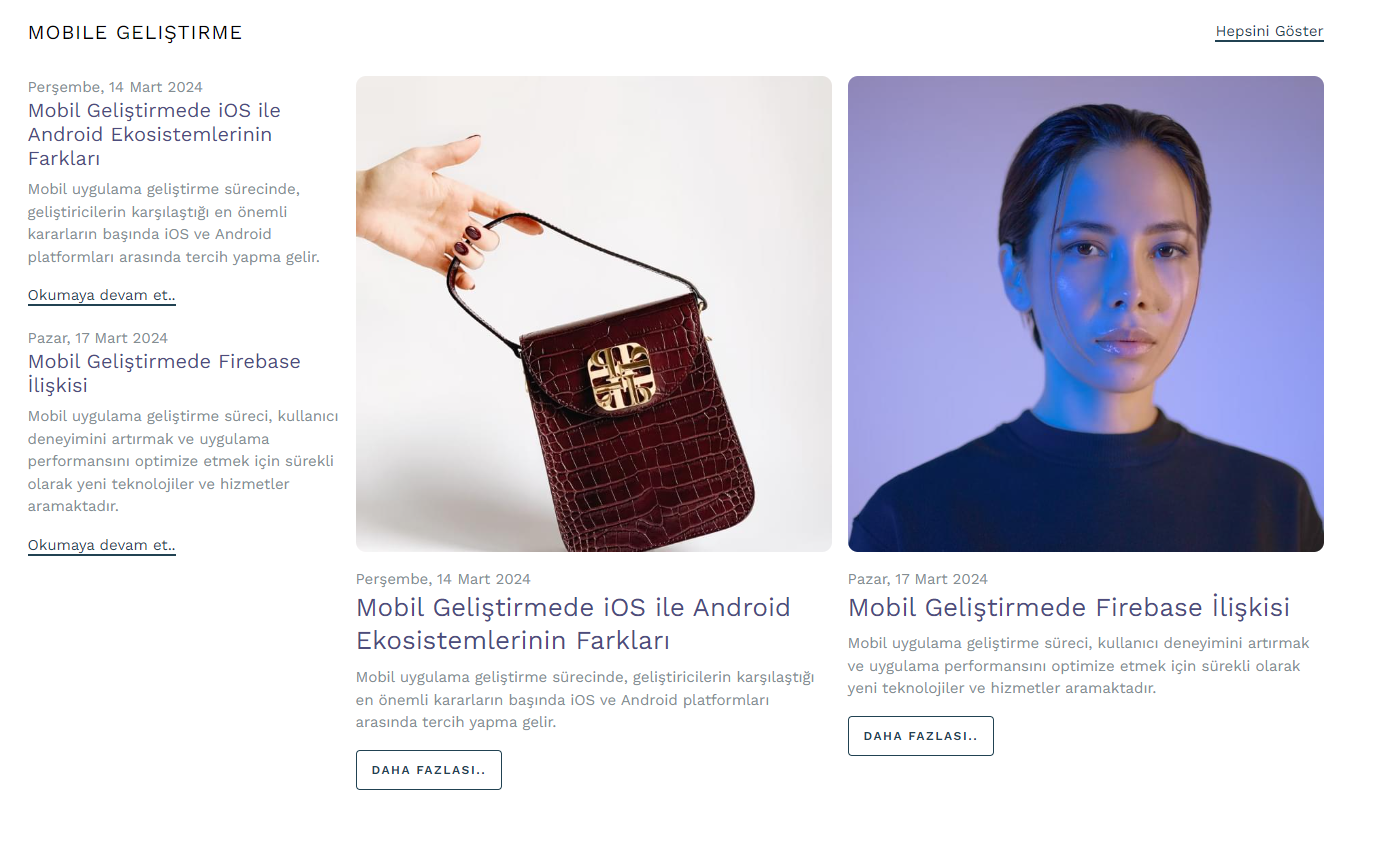 MOBILE GELIŞTIRME
Hepsini Göster
Perşembe, 14 Mart 2024
Mobil Geliştirmede iOS ile
Android Ekosistemlerinin
Farkları
Mobil uygulama geliştirme sürecinde,
geliştiricilerin karşılaştığı en önemli
kararların başında iOS ve Android
platformları arasında tercih yapma gelir.
Okumaya devam et..
Pazar, 17 Mart 2024
Mobil Geliştirmede Firebase
İlişkisi
Mobil uygulama geliştirme süreci, kullanıcı
deneyimini artırmak ve uygulama
performansını optimize etmek için sürekli
olarak yeni teknolojiler ve hizmetler
aramaktadır.
Okumaya devam et..
Perşembe, 14 Mart 2024
Mobil Geliştirmede iOS ile Android
Ekosistemlerinin Farkları
Mobil uygulama geliştirme sürecinde, geliştiricilerin karşılaştığı
en önemli kararların başında iOS ve Android platformları
arasında tercih yapma gelir.
DAHA FAZLASI..
Pazar, 17 Mart 2024
Mobil Geliştirmede Firebase İlişkisi
Mobil uygulama geliştirme süreci, kullanıcı deneyimini artırmak
ve uygulama performansını optimize etmek için sürekli olarak
yeni teknolojiler ve hizmetler aramaktadır.
DAHA FAZLASI..